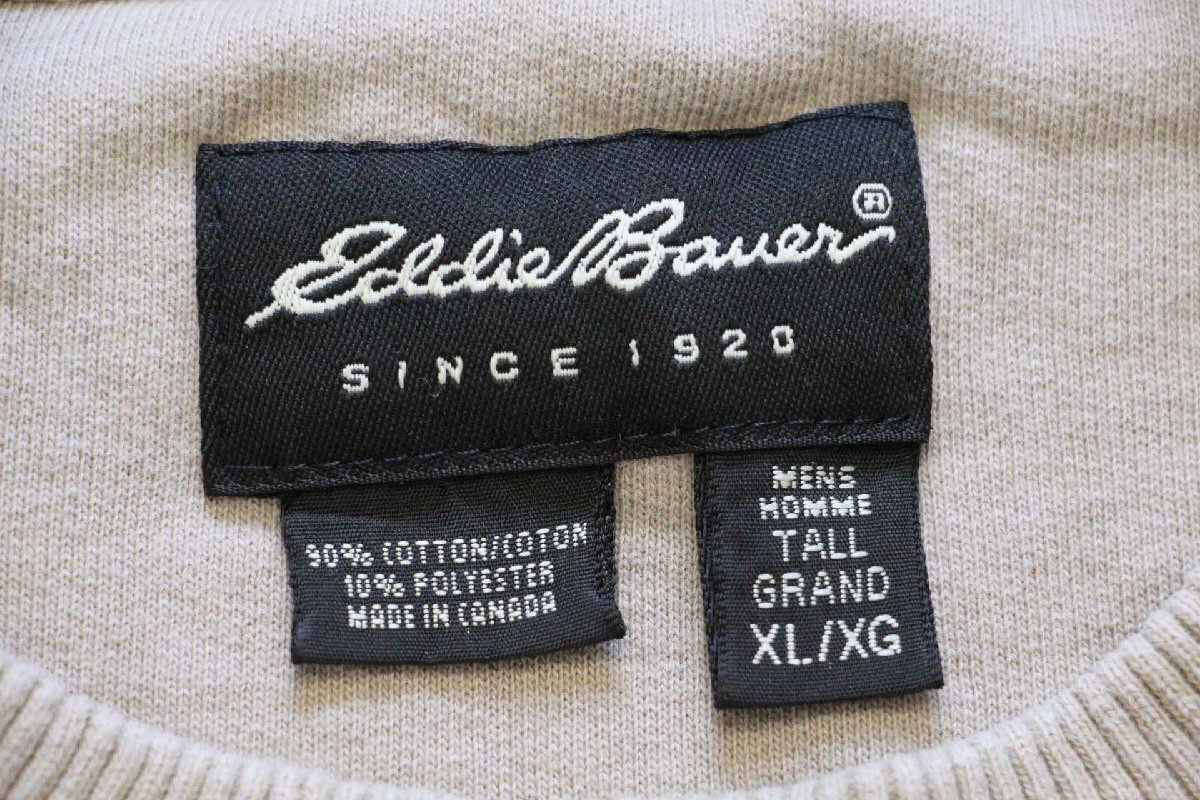 Eddie Bauer®
SINCE 1920
90% COTTON/COTON
10% POLYESTER
MADE IN CANADA
MENS
HOMME
TALL
GRAND
XL/XG